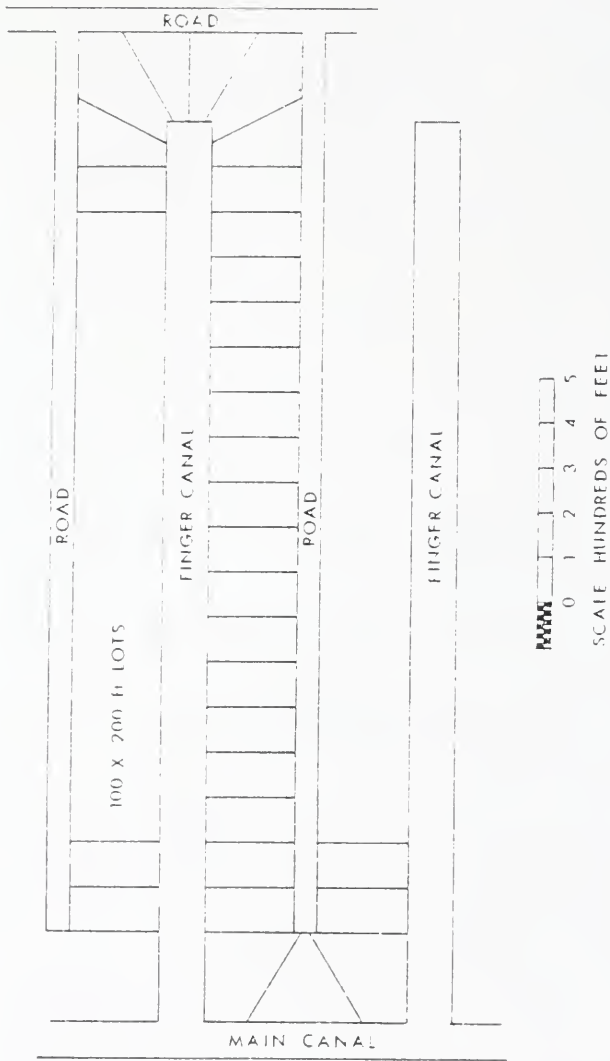 ROAD
ROAD
100 X 200 ft LOTS
FINGER CANAL
ROAD
FINGER CANAL
MAIN CANAL
0 1 2 3 4 5
SCALE HUNDREDS OF FEET